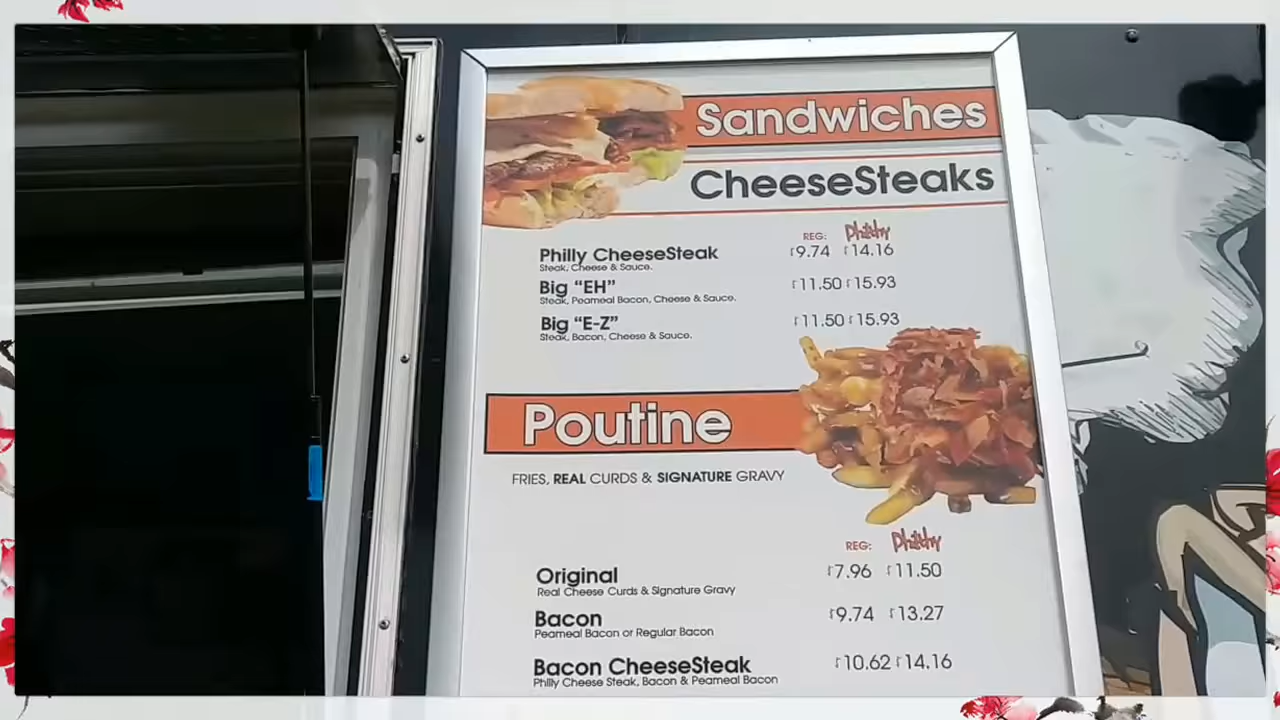 Sandwiches
CheeseSteaks
REG: Philthy
Philly CheeseSteak $9.74 $14.16
Steak, Cheese & Sauce.
Big “EH” $11.50 $15.93
Steak, Peameal Bacon, Cheese & Sauce.
Big “E-Z” $11.50 $15.93
Steak, Bacon, Cheese & Sauce.
Poutine
FRIES, REAL CURDS & SIGNATURE GRAVY
REG: Philthy
Original $7.96 $11.50
Real Cheese Curds & Signature Gravy
Bacon $9.74 $13.27
Peameal Bacon or Regular Bacon
Bacon CheeseSteak $10.62 $14.16
Philly Cheese Steak, Bacon & Peameal Bacon